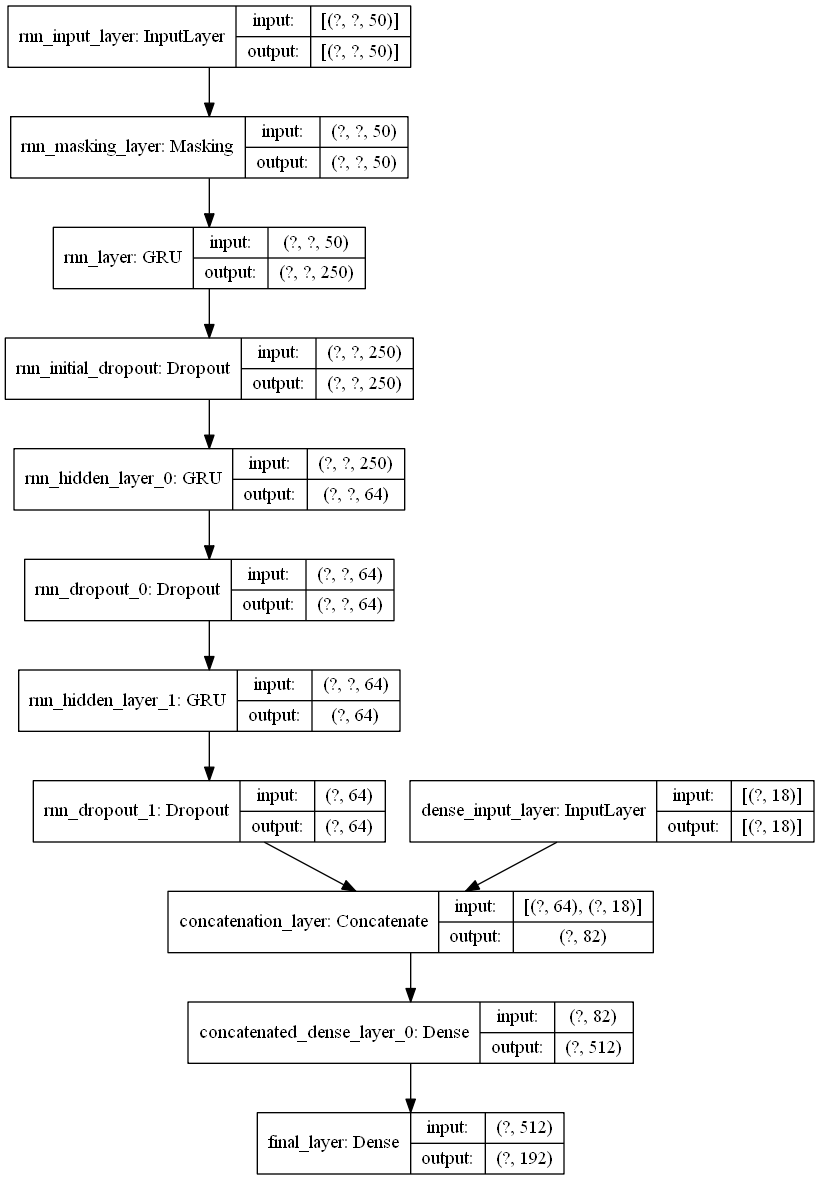 rnn_input_layer: InputLayer
input: [(?, ?, 50)]
output: [(?, ?, 50)]
rnn_masking_layer: Masking
input: (?, ?, 50)
output: (?, ?, 50)
rnn_layer: GRU
input: (?, ?, 50)
output: (?, ?, 250)
rnn_initial_dropout: Dropout
input: (?, ?, 250)
output: (?, ?, 250)
rnn_hidden_layer_0: GRU
input: (?, ?, 250)
output: (?, ?, 64)
rnn_dropout_0: Dropout
input: (?, ?, 64)
output: (?, ?, 64)
rnn_hidden_layer_1: GRU
input: (?, ?, 64)
output: (?, 64)
rnn_dropout_1: Dropout
input: (?, 64)
output: (?, 64)
dense_input_layer: InputLayer
input: [(?, 18)]
output: [(?, 18)]
concatenation_layer: Concatenate
input: [(?, 64), (?, 18)]
output: (?, 82)
concatenated_dense_layer_0: Dense
input: (?, 82)
output: (?, 512)
final_layer: Dense
input: (?, 512)
output: (?, 192)